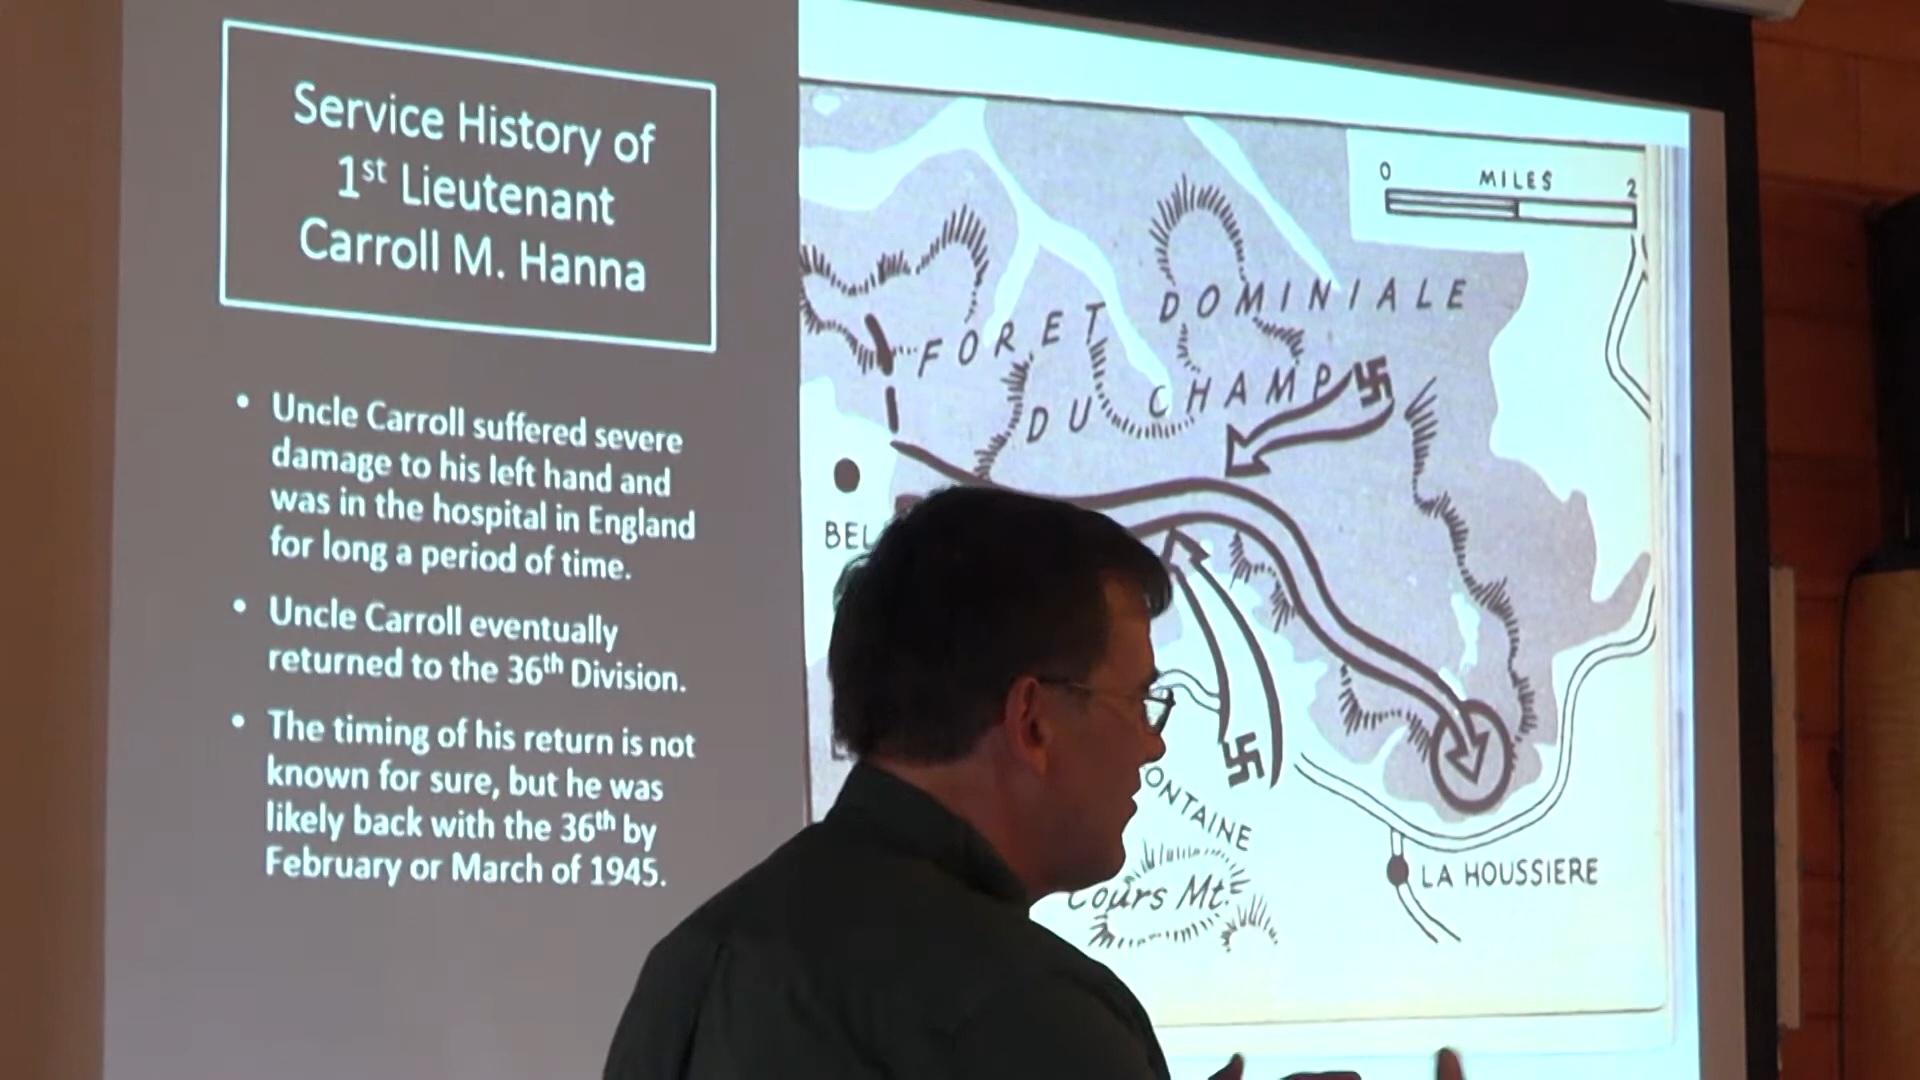 Service History of
1st Lieutenant
Carroll M. Hanna
• Uncle Carroll suffered severe
damage to his left hand and
was in the hospital in England
for long a period of time.
• Uncle Carroll eventually
returned to the 36th Division.
• The timing of his return is not
known for sure, but he was
likely back with the 36th by
February or March of 1945.
0 MILES 2
FORET DOMINIALE
DU CHAMP
BEL
ONTAINE
Cours Mt.
LA HOUSSIERE